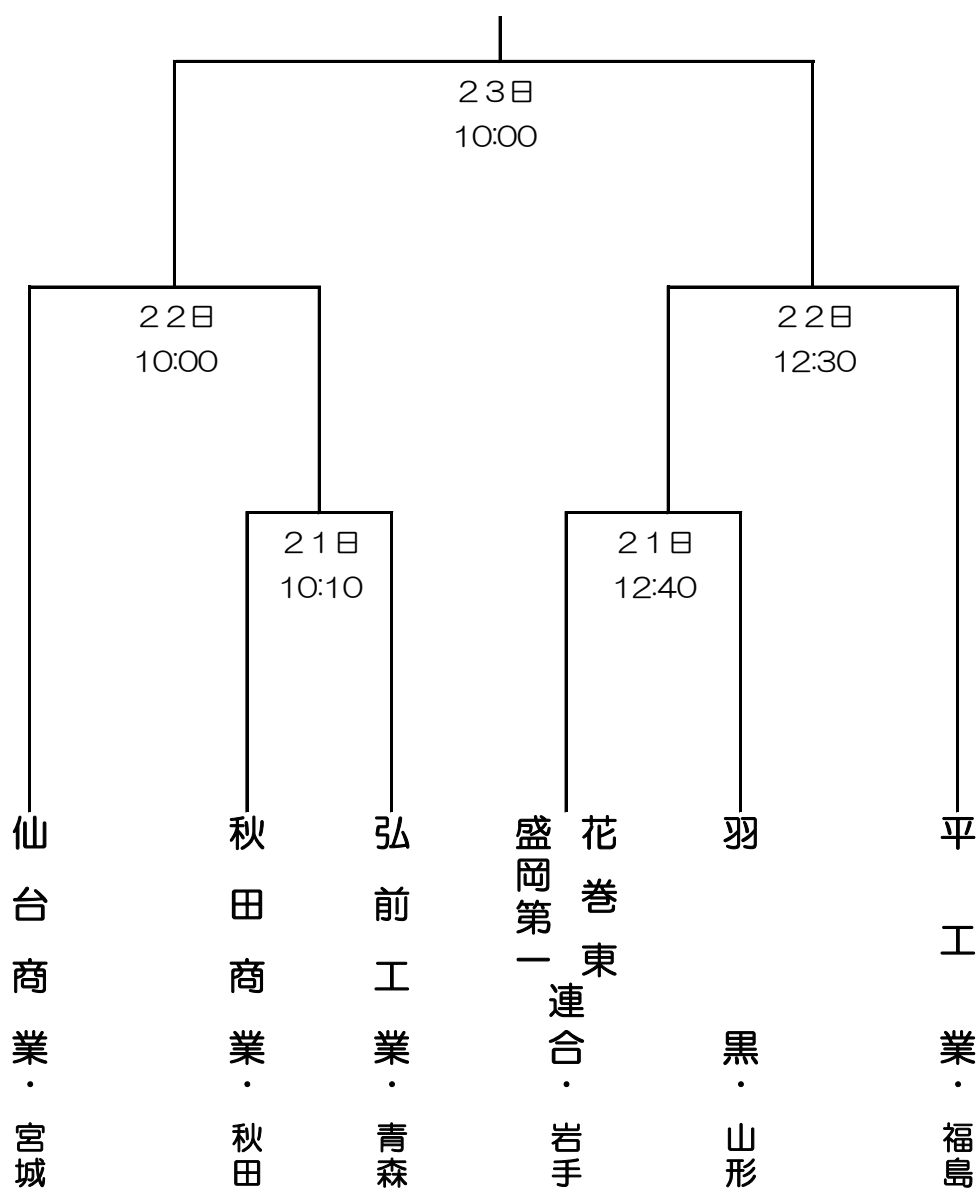 ２３日
10:00
２２日
10:00
２２日
12:30
２１日
10:10
２１日
12:40
仙台商業・宮城
秋田商業・秋田
弘前工業・青森
花巻東
盛岡第一
連合・岩手
羽黒・山形
平工業・福島